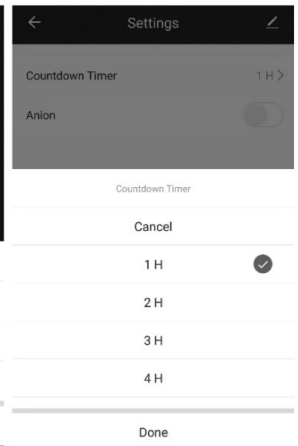 Settings
Countdown Timer 1 H >
Anion
Countdown Timer
Cancel
1 H
2 H
3 H
4 H
Done